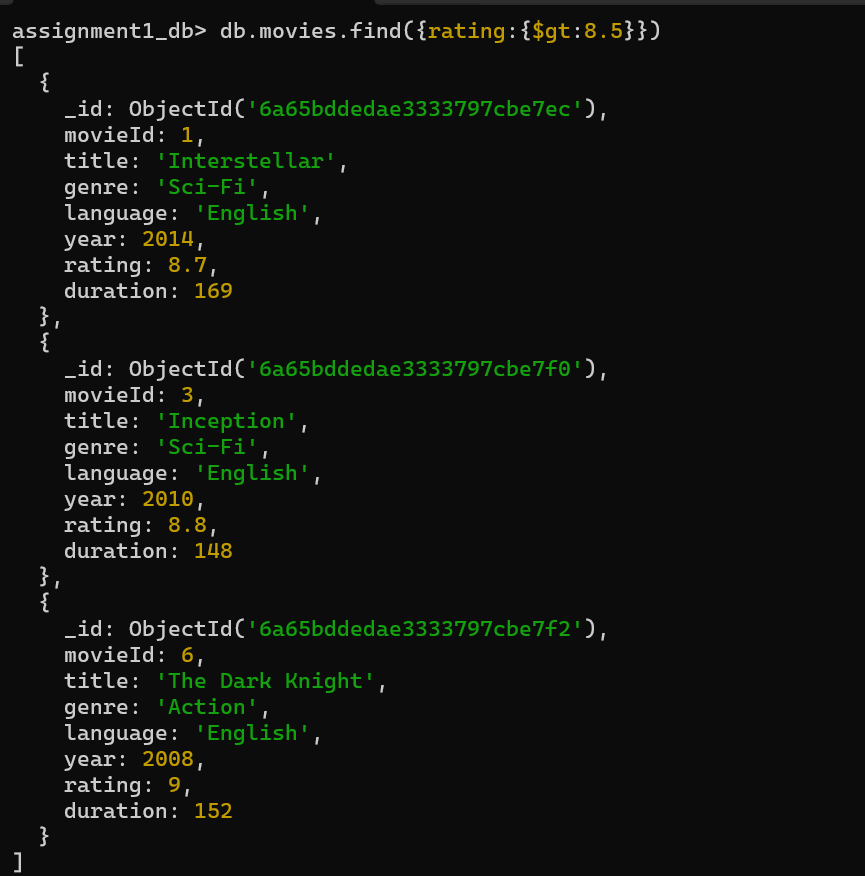 assignment1_db> db.movies.find({rating:{$gt:8.5}})
[
  {
    _id: ObjectId('6a65bddedae3333797cbe7ec'),
    movieId: 1,
    title: 'Interstellar',
    genre: 'Sci-Fi',
    language: 'English',
    year: 2014,
    rating: 8.7,
    duration: 169
  },
  {
    _id: ObjectId('6a65bddedae3333797cbe7f0'),
    movieId: 3,
    title: 'Inception',
    genre: 'Sci-Fi',
    language: 'English',
    year: 2010,
    rating: 8.8,
    duration: 148
  },
  {
    _id: ObjectId('6a65bddedae3333797cbe7f2'),
    movieId: 6,
    title: 'The Dark Knight',
    genre: 'Action',
    language: 'English',
    year: 2008,
    rating: 9,
    duration: 152
  }
]